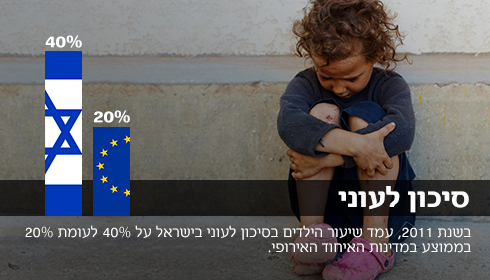 40%
20%
סיכון לעוני
בשנת 2011, עמד שיעור הילדים בסיכון לעוני בישראל על 40% לעומת 20%
בממוצע במדינות האיחוד האירופי.